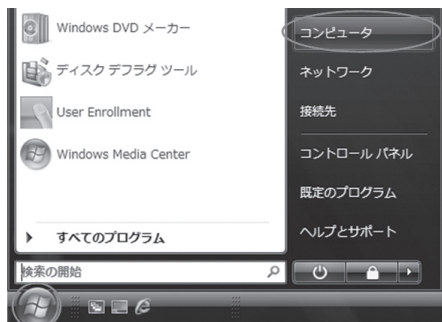 Windows DVD メーカー
ディスク デフラグ ツール
User Enrollment
Windows Media Center
すべてのプログラム
検索の開始
コンピュータ
ネットワーク
接続先
コントロール パネル
既定のプログラム
ヘルプとサポート